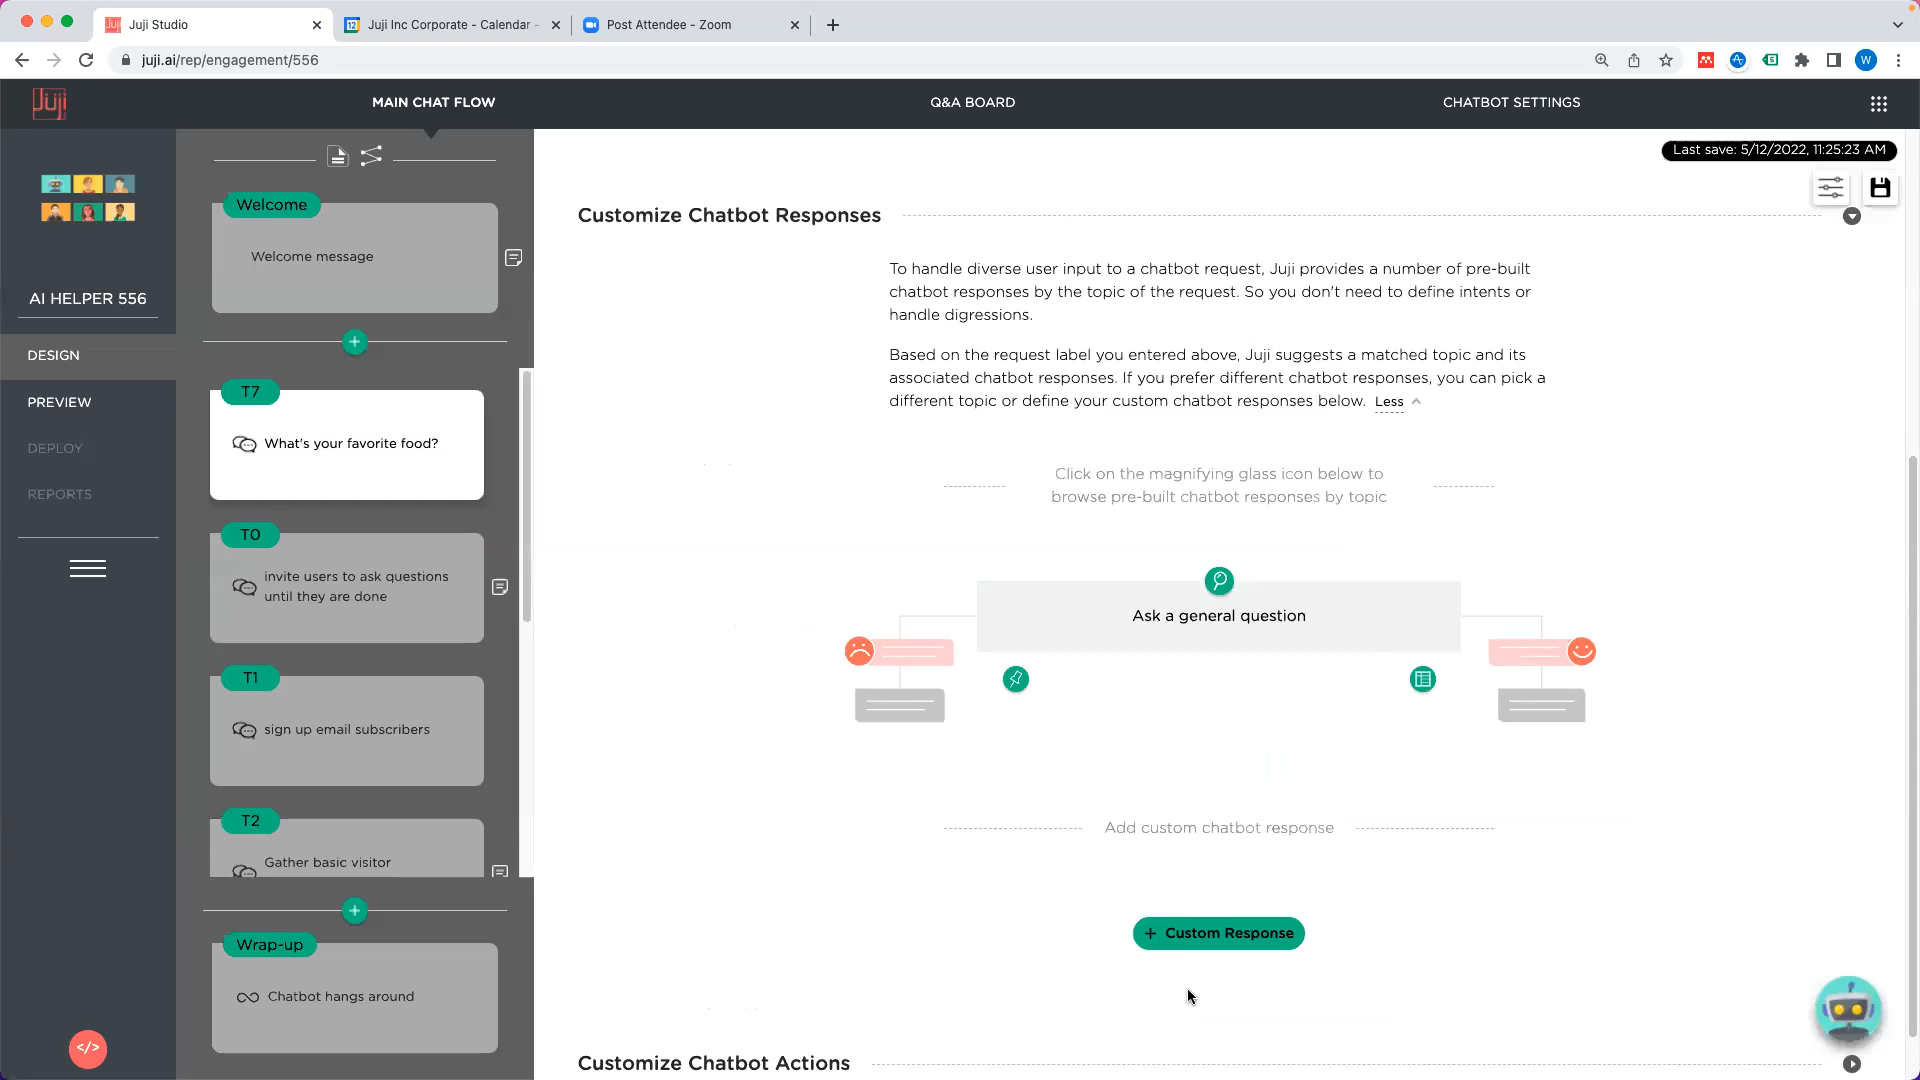 Juji Studio
Juji Inc Corporate - Calendar -
Post Attendee - Zoom
juji.ai/rep/engagement/556
W
Juji
MAIN CHAT FLOW
Q&A BOARD
CHATBOT SETTINGS
Last save: 5/12/2022, 11:25:23 AM
AI HELPER 556
DESIGN
PREVIEW
DEPLOY
REPORTS
</>
Welcome
Welcome message
T7
What's your favorite food?
T0
invite users to ask questions
until they are done
T1
sign up email subscribers
T2
Gather basic visitor
Wrap-up
Chatbot hangs around
Customize Chatbot Responses
To handle diverse user input to a chatbot request, Juji provides a number of pre-built
chatbot responses by the topic of the request. So you don't need to define intents or
handle digressions.
Based on the request label you entered above, Juji suggests a matched topic and its
associated chatbot responses. If you prefer different chatbot responses, you can pick a
different topic or define your custom chatbot responses below. Less
Click on the magnifying glass icon below to
browse pre-built chatbot responses by topic
Ask a general question
Add custom chatbot response
+ Custom Response
Customize Chatbot Actions